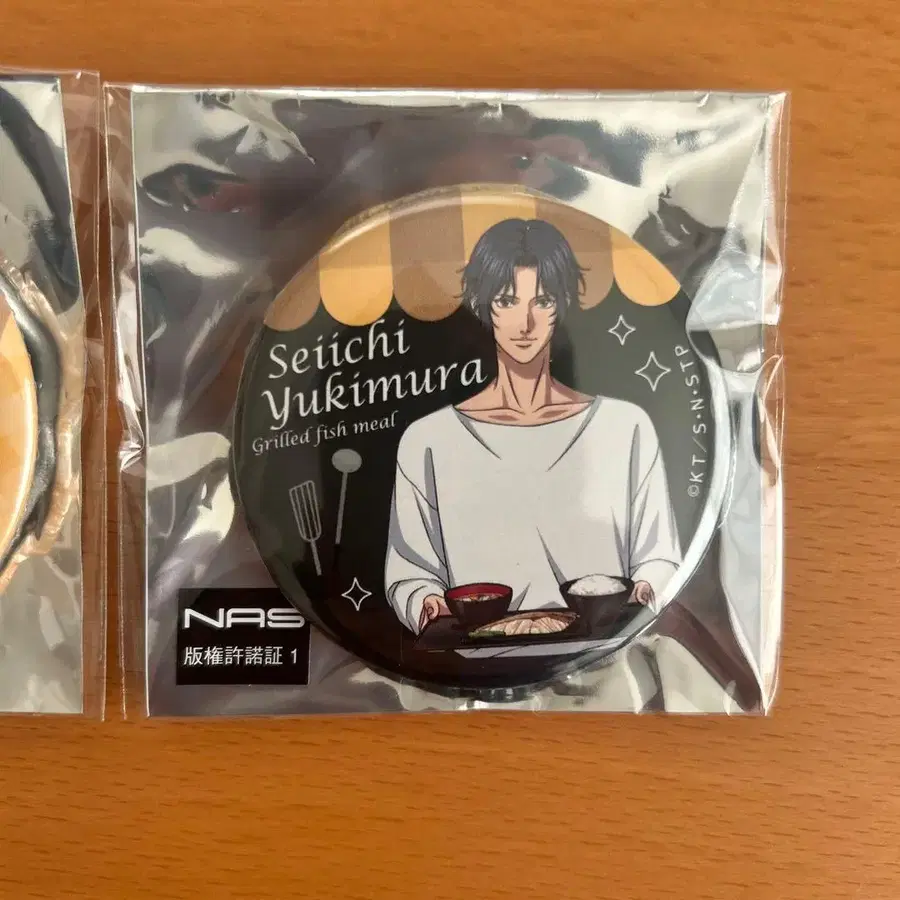 Seiichi
Yukimura
Grilled fish meal
©KT/S•N•STP
NAS
版権許諾証 1